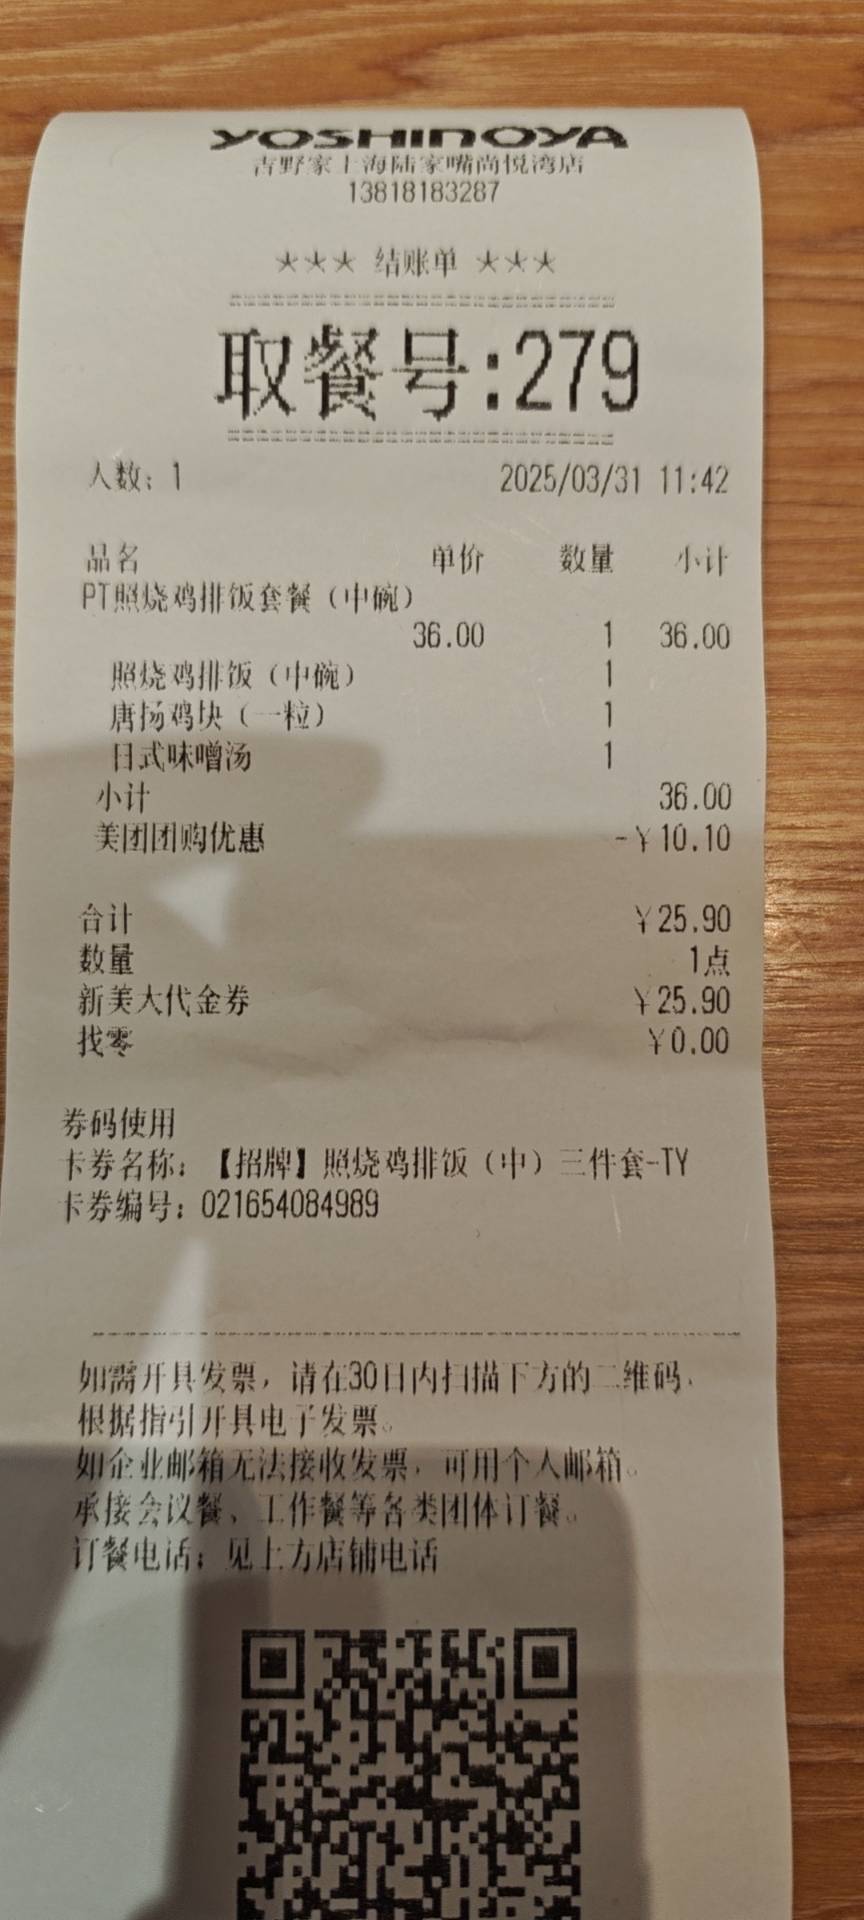 YOSHINOYA
吉野家上海陆家嘴尚悦湾店
13818183287
★★★ 结账单 ★★★
取餐号:279
人数: 1 2025/03/31 11:42
品名 单价 数量 小计
PT照烧鸡排饭套餐（中碗）
36.00 1 36.00
照烧鸡排饭（中碗） 1
唐扬鸡块（一粒） 1
日式味噌汤 1
小计 36.00
美团团购优惠 -¥10.10
合计 ¥25.90
数量 1点
新美大代金券 ¥25.90
找零 ¥0.00
券码使用
卡券名称: 【招牌】照烧鸡排饭（中）三件套-TY
卡券编号: 021654084989
如需开具发票，请在30日内扫描下方的二维码，
根据指引开具电子发票。
如企业邮箱无法接收发票，可用个人邮箱。
承接会议餐、工作餐等各类团体订餐。
订餐电话: 见上方店铺电话